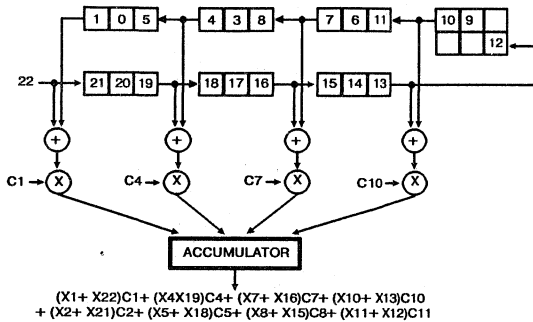 1 0 5 4 3 8 7 6 11 10 9
12
22 21 20 19 18 17 16 15 14 13
+ + + +
C1 X C4 X C7 X C10 X
ACCUMULATOR
(X1+ X22)C1+ (X4X19)C4+ (X7+ X16)C7+ (X10+ X13)C10
+ (X2+ X21)C2+ (X5+ X18)C5+ (X8+ X15)C8+ (X11+ X12)C11